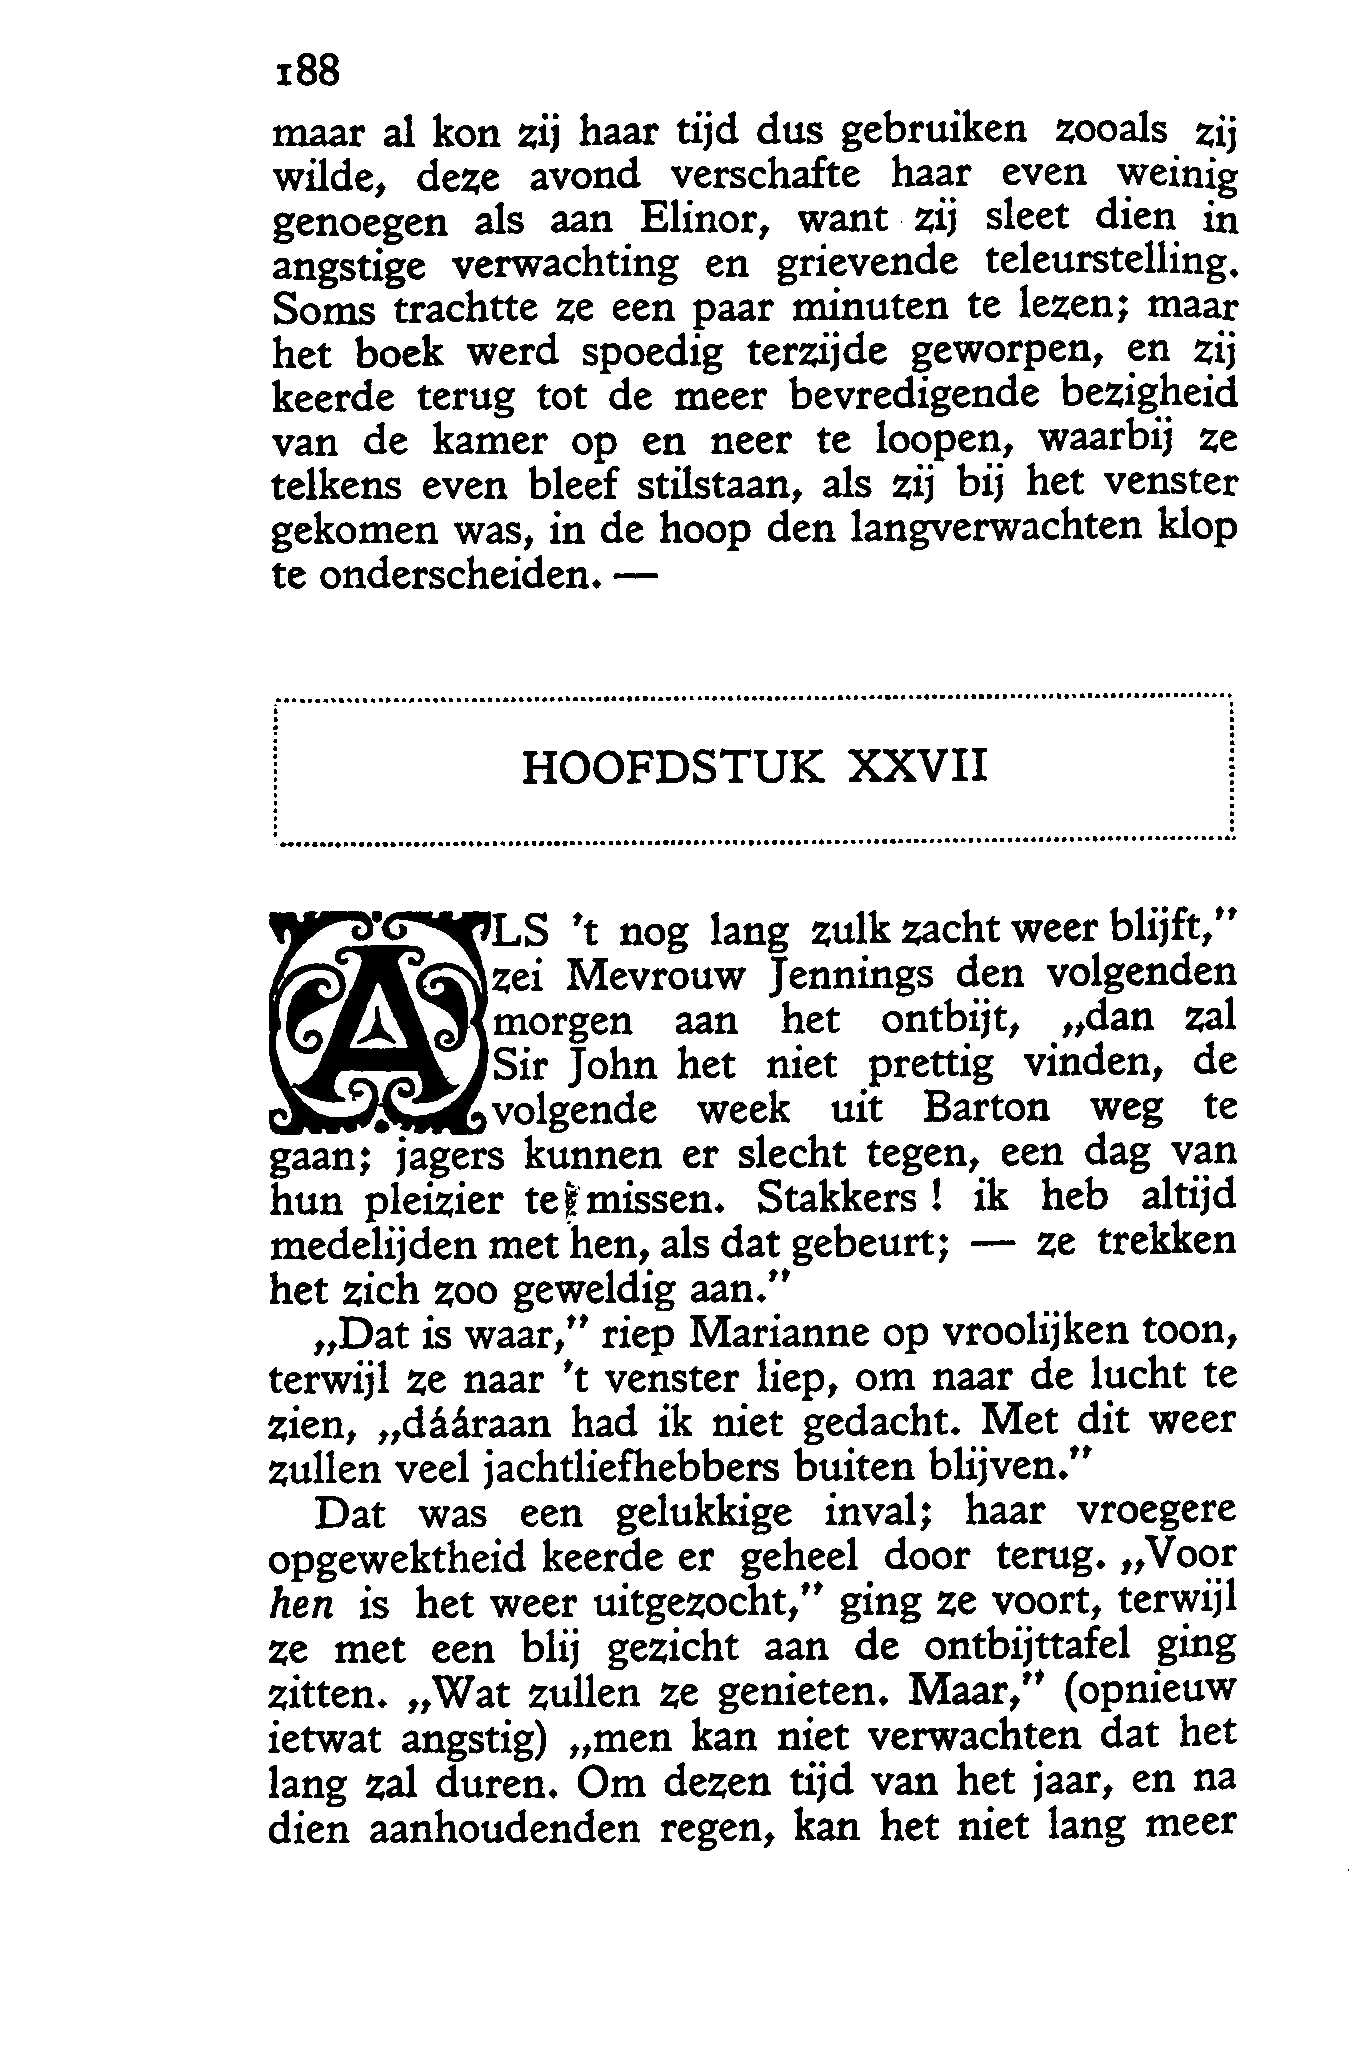 188
maar al kon zij haar tijd dus gebruiken zooals zij
wilde, deze avond verschafte haar even weinig
genoegen als aan Elinor, want zij sleet dien in
angstige verwachting en grievende teleurstelling.
Soms trachtte ze een paar minuten te lezen; maar
het boek werd spoedig terzijde geworpen, en zij
keerde terug tot de meer bevredigende bezigheid
van de kamer op en neer te loopen, waarbij ze
telkens even bleef stilstaan, als zij bij het venster
gekomen was, in de hoop den langverwachten klop
te onderscheiden. —
HOOFDSTUK XXVII
ALS 't nog lang zulk zacht weer blijft,”
zei Mevrouw Jennings den volgenden
morgen aan het ontbijt, „dan zal
Sir John het niet prettig vinden, de
volgende week uit Barton weg te
gaan; jagers kunnen er slecht tegen, een dag van
hun pleizier te missen. Stakkers! ik heb altijd
medelijden met hen, als dat gebeurt; — ze trekken
het zich zoo geweldig aan.”
„Dat is waar,” riep Marianne op vroolijken toon,
terwijl ze naar 't venster liep, om naar de lucht te
zien, „dááraan had ik niet gedacht. Met dit weer
zullen veel jachtliefhebbers buiten blijven.”
Dat was een gelukkige inval; haar vroegere
opgewektheid keerde er geheel door terug. „Voor
hen is het weer uitgezocht,” ging ze voort, terwijl
ze met een blij gezicht aan de ontbijttafel ging
zitten. „Wat zullen ze genieten. Maar,” (opnieuw
ietwat angstig) „men kan niet verwachten dat het
lang zal duren. Om dezen tijd van het jaar, en na
dien aanhoudenden regen, kan het niet lang meer